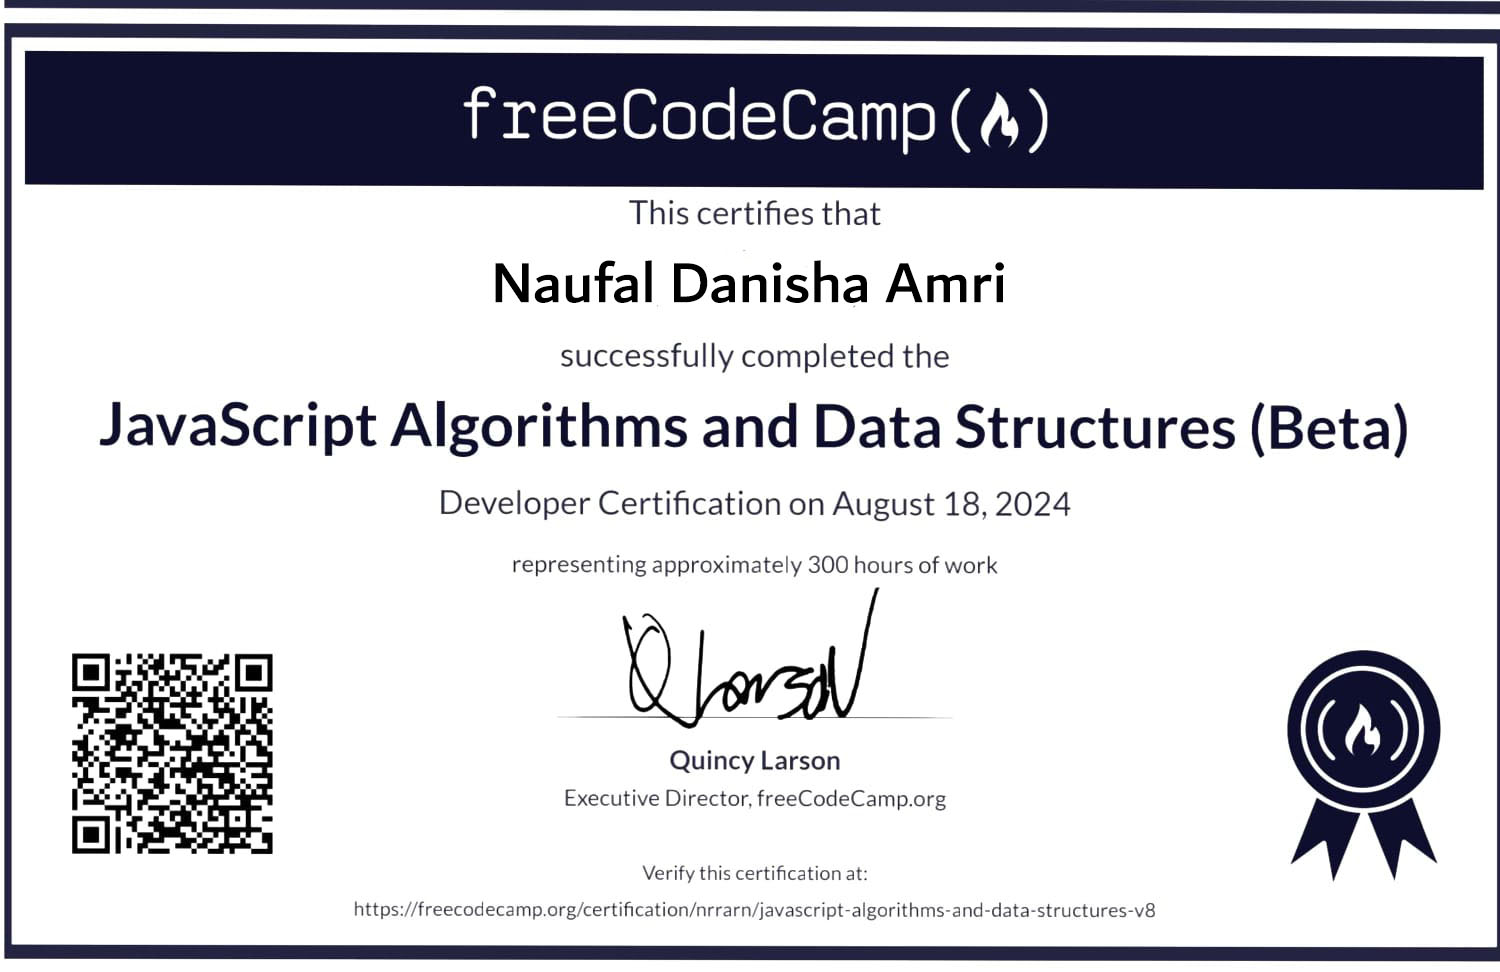 freeCodeCamp(🔥)
This certifies that
Naufal Danisha Amri
successfully completed the
JavaScript Algorithms and Data Structures (Beta)
Developer Certification on August 18, 2024
representing approximately 300 hours of work
QLarson
Quincy Larson
Executive Director, freeCodeCamp.org
Verify this certification at:
https://freecodecamp.org/certification/nrrarn/javascript-algorithms-and-data-structures-v8